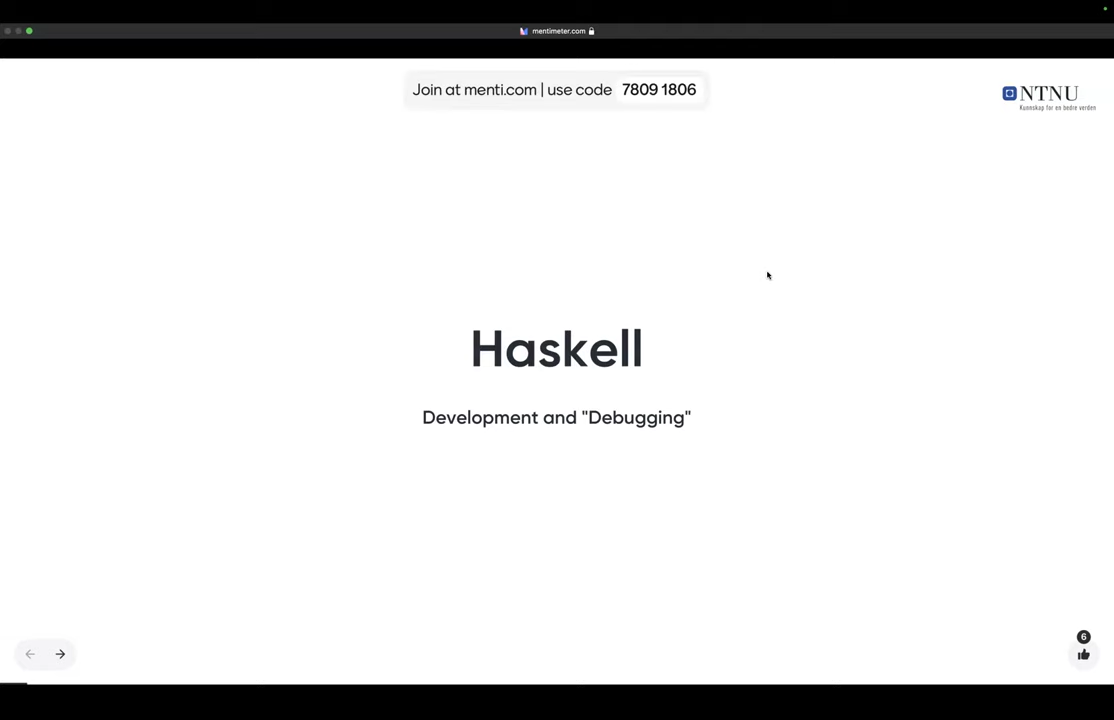 mentimeter.com
Join at menti.com | use code 7809 1806
NTNU
Kunnskap for en bedre verden
Haskell
Development and "Debugging"
6